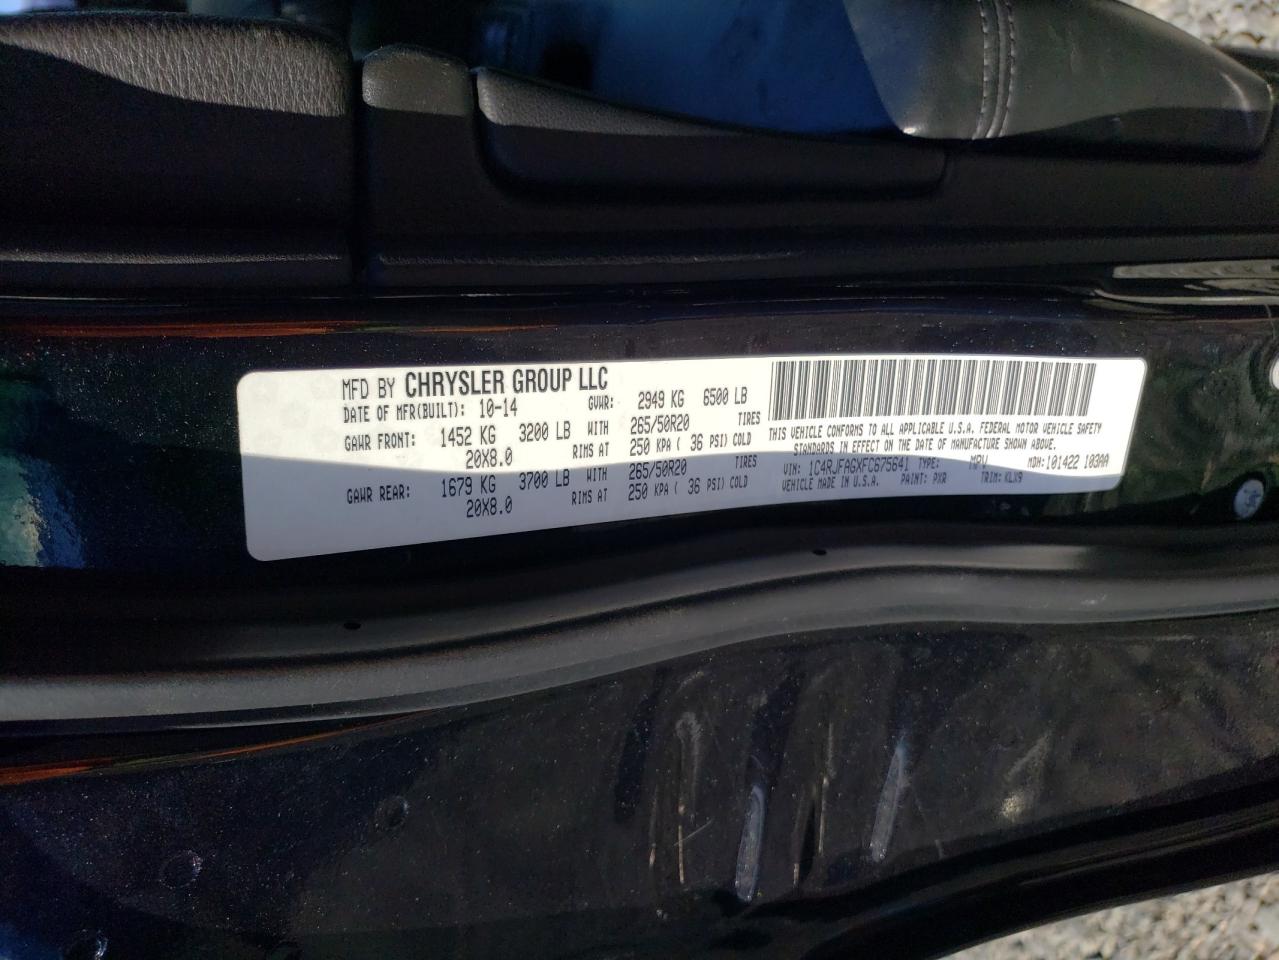 MFD BY CHRYSLER GROUP LLC
DATE OF MFR(BUILT): 10-14 GVWR: 2949 KG 6500 LB
GAWR FRONT: 1452 KG 3200 LB WITH 265/50R20 TIRES
20X8.0 RIMS AT 250 KPA ( 36 PSI) COLD
GAWR REAR: 1679 KG 3700 LB WITH 265/50R20 TIRES
20X8.0 RIMS AT 250 KPA ( 36 PSI) COLD
THIS VEHICLE CONFORMS TO ALL APPLICABLE U.S.A. FEDERAL MOTOR VEHICLE SAFETY
STANDARDS IN EFFECT ON THE DATE OF MANUFACTURE SHOWN ABOVE.
VIN: 1C4RJFAGXFC675641 TYPE: MPV MDH: 101422 103AA
VEHICLE MADE IN U.S.A. PAINT: PXR TRIM: KLX9